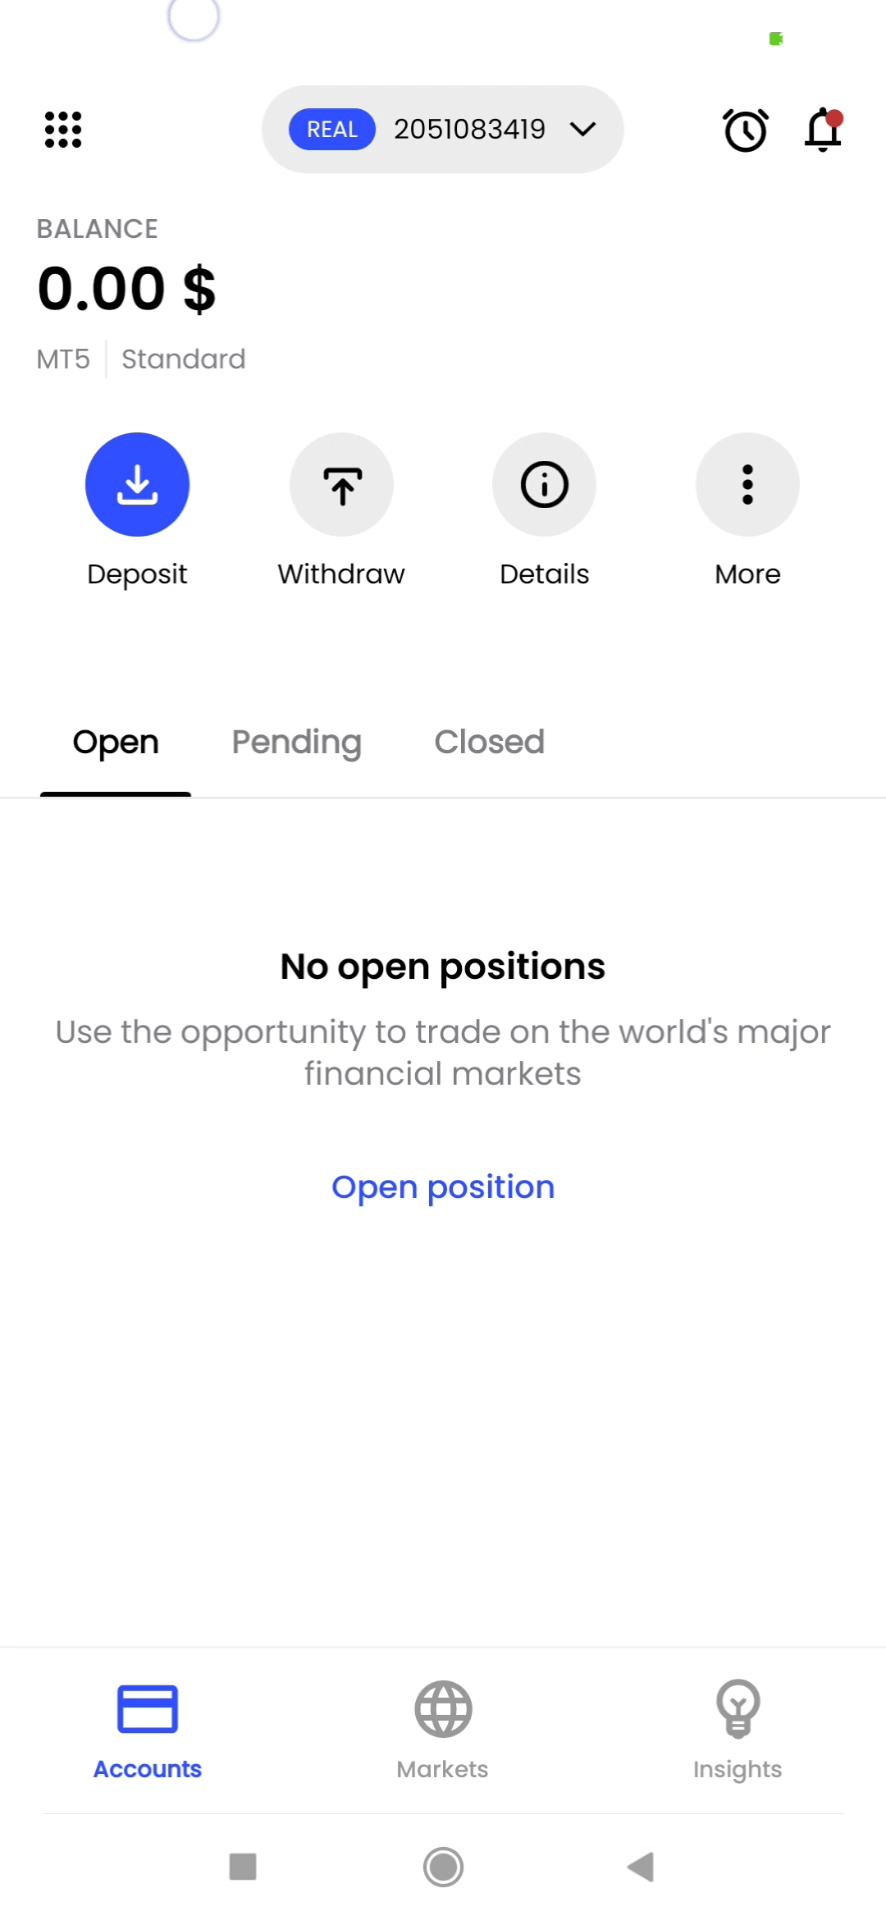 REAL 2051083419
BALANCE
0.00 $
MT5 Standard
Deposit Withdraw Details More
Open Pending Closed
No open positions
Use the opportunity to trade on the world's major
financial markets
Open position
Accounts Markets Insights